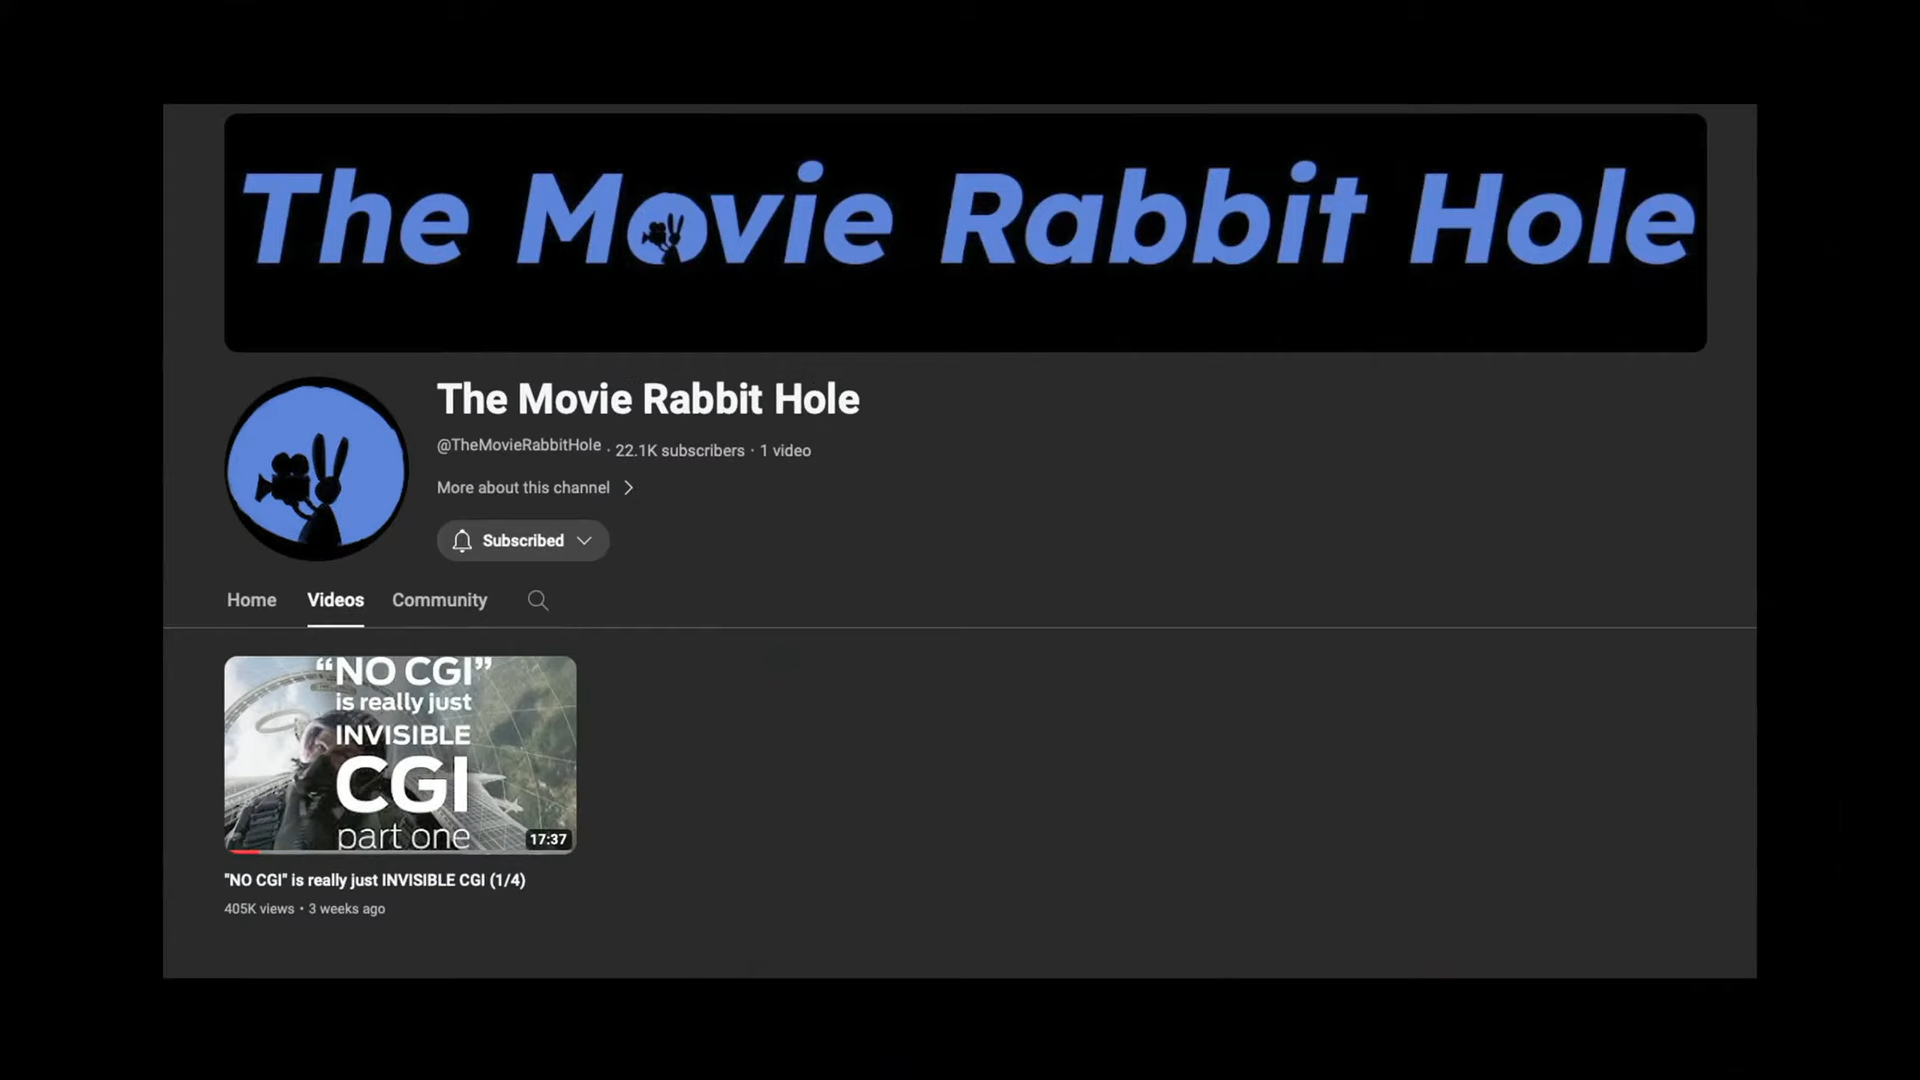 The Movie Rabbit Hole
The Movie Rabbit Hole
@TheMovieRabbitHole · 22.1K subscribers · 1 video
More about this channel
Subscribed
Home Videos Community
“NO CGI”
is really just
INVISIBLE
CGI
part one
17:37
"NO CGI" is really just INVISIBLE CGI (1/4)
405K views • 3 weeks ago